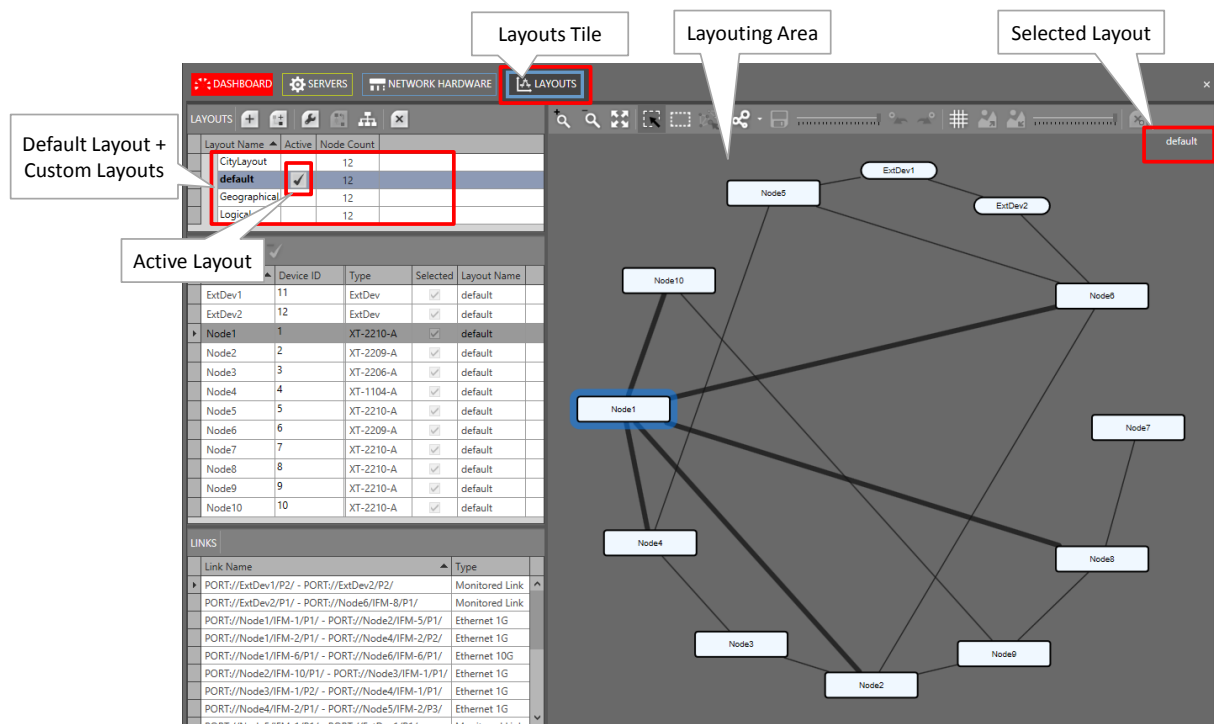 Layouts Tile
Layouting Area
Selected Layout
DASHBOARD
SERVERS
NETWORK HARDWARE
LAYOUTS
×
LAYOUTS
default
Default Layout +
Custom Layouts
Layout Name Active Node Count
CityLayout 12
default 12
Geographical 12
Logical 12
Active Layout
Device ID Type Selected Layout Name
ExtDev1 11 ExtDev default
ExtDev2 12 ExtDev default
Node1 1 XT-2210-A default
Node2 2 XT-2209-A default
Node3 3 XT-2206-A default
Node4 4 XT-1104-A default
Node5 5 XT-2210-A default
Node6 6 XT-2209-A default
Node7 7 XT-2210-A default
Node8 8 XT-2210-A default
Node9 9 XT-2210-A default
Node10 10 XT-2210-A default
LINKS
Link Name Type
PORT://ExtDev1/P2/ - PORT://ExtDev2/P2/ Monitored Link
PORT://ExtDev2/P1/ - PORT://Node6/IFM-8/P1/ Monitored Link
PORT://Node1/IFM-1/P1/ - PORT://Node2/IFM-5/P1/ Ethernet 1G
PORT://Node1/IFM-2/P1/ - PORT://Node4/IFM-2/P2/ Ethernet 1G
PORT://Node1/IFM-6/P1/ - PORT://Node6/IFM-6/P1/ Ethernet 10G
PORT://Node2/IFM-10/P1/ - PORT://Node3/IFM-1/P1/ Ethernet 1G
PORT://Node3/IFM-1/P2/ - PORT://Node4/IFM-1/P1/ Ethernet 1G
PORT://Node4/IFM-2/P1/ - PORT://Node5/IFM-2/P3/ Ethernet 1G
ExtDev1
Node5
ExtDev2
Node10
Node6
Node1
Node7
Node4
Node8
Node3
Node9
Node2